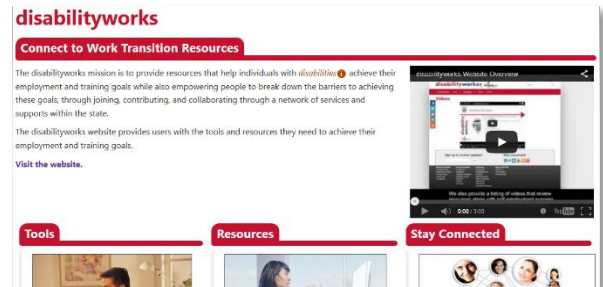 disabilityworks
Connect to Work Transition Resources
The disabilityworks mission is to provide resources that help individuals with disabilities achieve their
employment and training goals while also empowering people to break down the barriers to achieving
these goals, through joining, contributing, and collaborating through a network of services and
supports within the state.
The disabilityworks website provides users with the tools and resources they need to achieve their
employment and training goals.
Visit the website.
disabilityworks Website Overview
disabilityworks
Videos
We also provide a listing of videos that review
0:00 / 3:00
Tools
Resources
Stay Connected